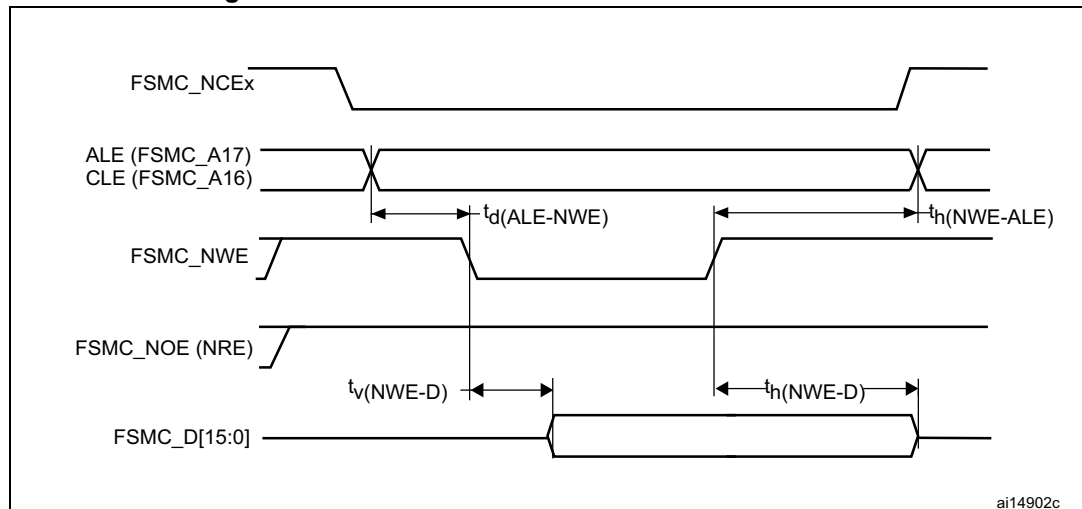 FSMC_NCEx
ALE (FSMC_A17)
CLE (FSMC_A16)
td(ALE-NWE)
th(NWE-ALE)
FSMC_NWE
FSMC_NOE (NRE)
tv(NWE-D)
th(NWE-D)
FSMC_D[15:0]
ai14902c